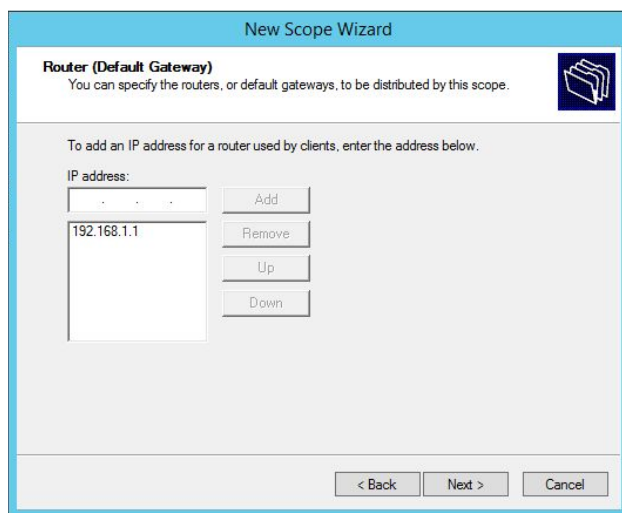 New Scope Wizard
Router (Default Gateway)
You can specify the routers, or default gateways, to be distributed by this scope.
To add an IP address for a router used by clients, enter the address below.
IP address:
. . . Add
192.168.1.1 Remove
Up
Down
< Back Next > Cancel